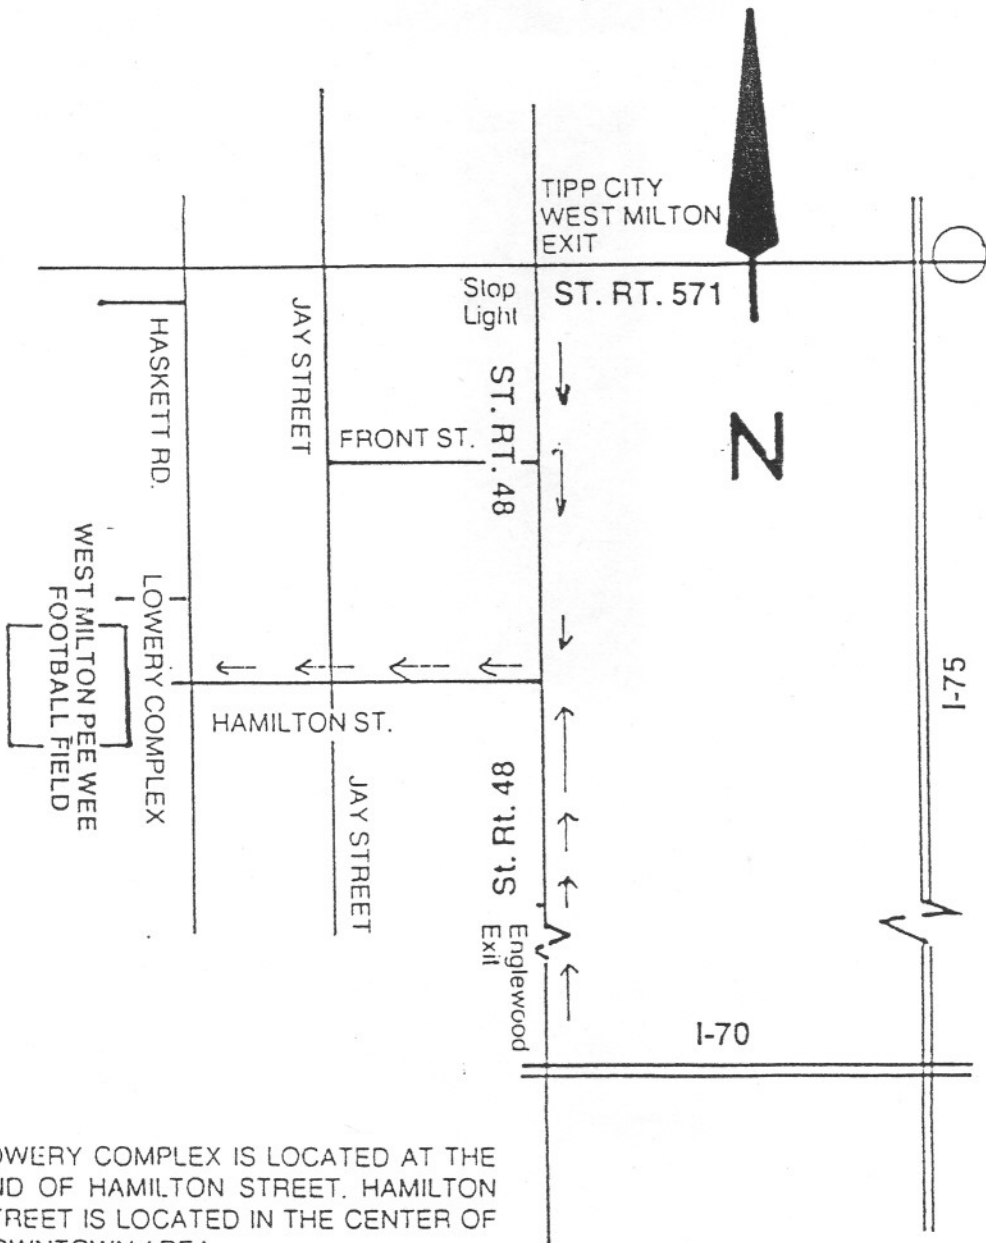 TIPP CITY
WEST MILTON
EXIT
Stop
Light
ST. RT. 571
HASKETT RD.
JAY STREET
FRONT ST.
ST. RT. 48
N
WEST MILTON PEE WEE
FOOTBALL FIELD
LOWERY COMPLEX
HAMILTON ST.
I-75
JAY STREET
St. Rt. 48
Englewood
Exit
I-70
OWERY COMPLEX IS LOCATED AT THE
ND OF HAMILTON STREET. HAMILTON
TREET IS LOCATED IN THE CENTER OF
OWNTOWN AREA